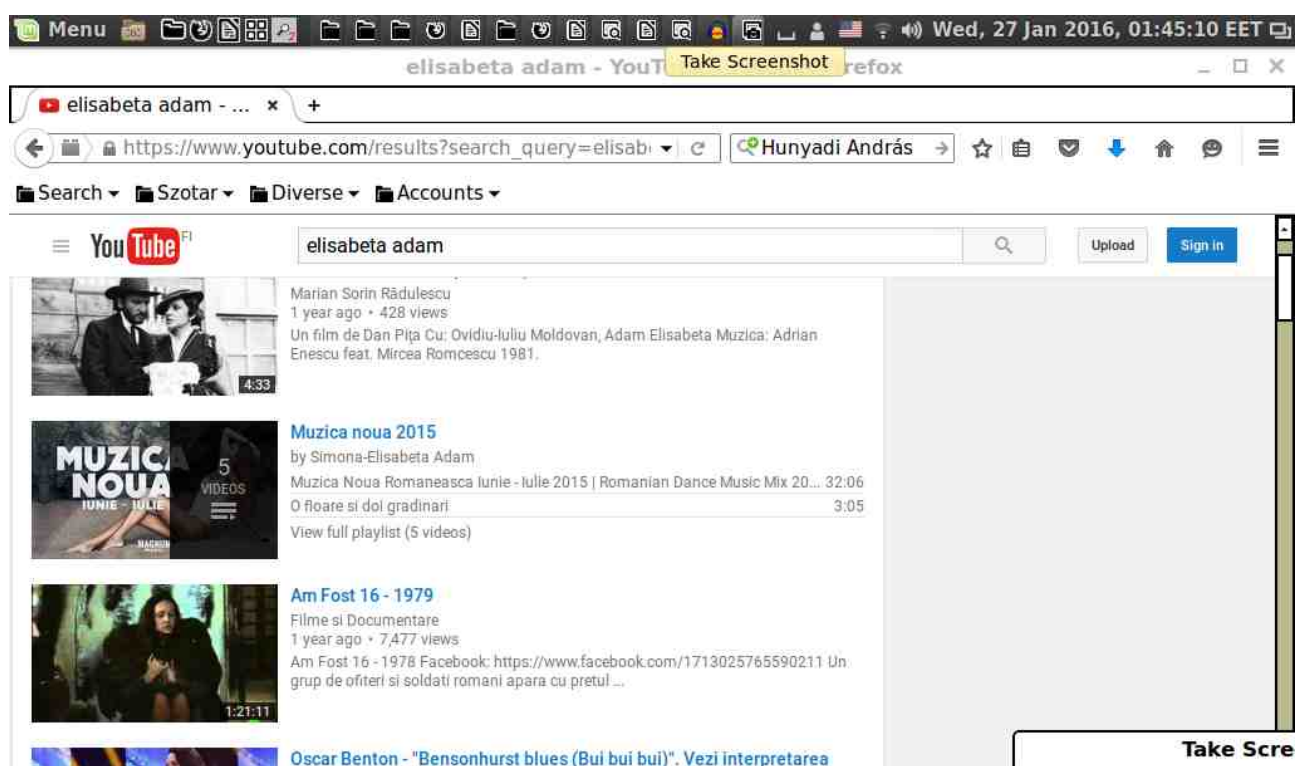 Menu
Wed, 27 Jan 2016, 01:45:10 EET
elisabeta adam - YouT
Take Screenshot
refox
elisabeta adam - ... × +
https://www.youtube.com/results?search_query=elisab
Hunyadi András
Search
Szotar
Diverse
Accounts
YouTube FI
elisabeta adam
Upload
Sign in
Marian Sorin Rădulescu
1 year ago • 428 views
Un film de Dan Pița Cu: Ovidiu-Iuliu Moldovan, Adam Elisabeta Muzica: Adrian
Enescu feat. Mircea Romcescu 1981.
4:33
MUZICA
NOUA
IUNIE - IULIE
MAGNUM
5
VIDEOS
Muzica noua 2015
by Simona-Elisabeta Adam
Muzica Noua Romaneasca Iunie - Iulie 2015 | Romanian Dance Music Mix 20... 32:06
O floare si doi gradinari 3:05
View full playlist (5 videos)
Am Fost 16 - 1979
Filme si Documentare
1 year ago • 7,477 views
Am Fost 16 - 1978 Facebook: https://www.facebook.com/1713025765590211 Un
grup de ofiteri si soldati romani apara cu pretul ...
1:21:11
Oscar Benton - "Bensonhurst blues (Bui bui bui)". Vezi interpretarea
Take Scre